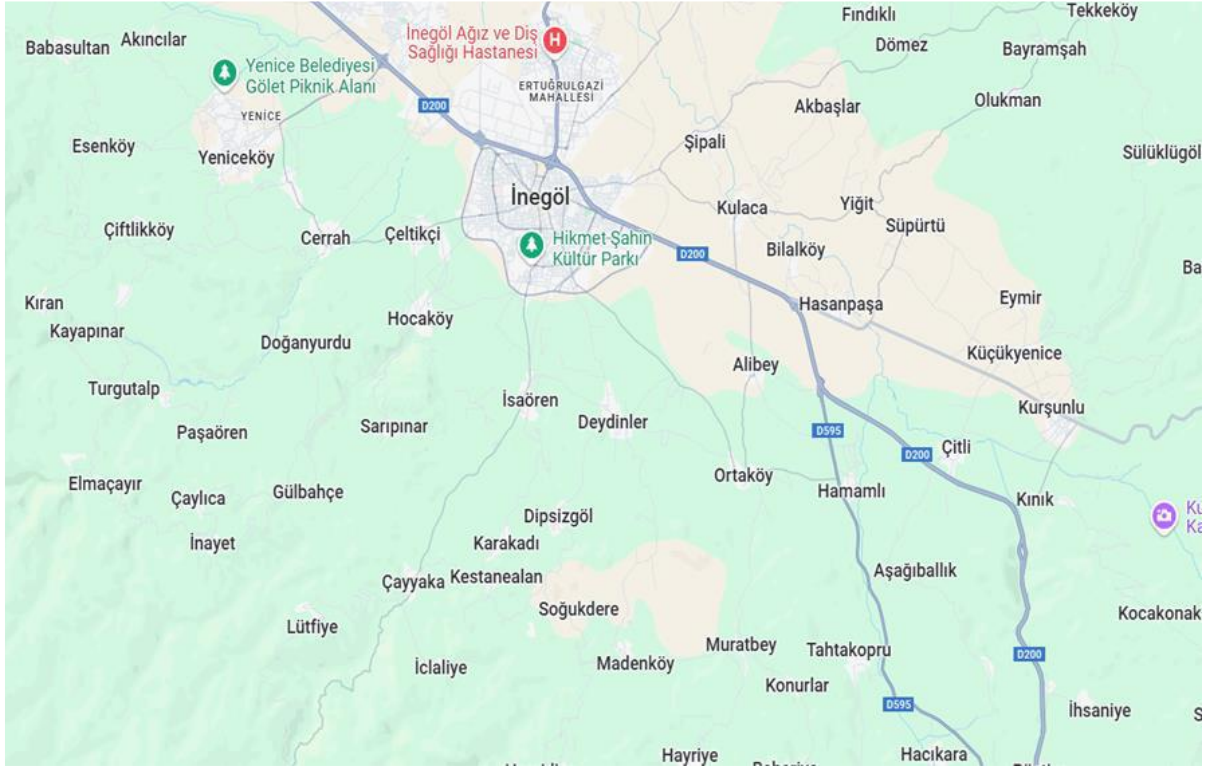 Fındıklı
Tekkeköy
Babasultan
Akıncılar
İnegöl Ağız ve Diş
Sağlığı Hastanesi
H
Dömez
Bayramşah
Yenice Belediyesi
Gölet Piknik Alanı
ERTUĞRULGAZİ
MAHALLESİ
D200
Akbaşlar
Olukman
YENİCE
Esenköy
Yeniceköy
Şipali
Sülüklügöl
İnegöl
Kulaca
Yiğit
Süpürtü
Çiftlikköy
Cerrah
Çeltikçi
Hikmet Şahin
Kültür Parkı
D200
Bilalköy
Ba
Kıran
Kayapınar
Hocaköy
Hasanpaşa
Eymir
Doğanyurdu
Küçükyenice
Alibey
Turgutalp
İsaören
Deydinler
Kurşunlu
Paşaören
Sarıpınar
D595
D200
Çitli
Elmaçayır
Çaylıca
Gülbahçe
Ortaköy
Hamamlı
Kınık
Ku
Ka
İnayet
Dipsizgöl
Karakadı
Çayyaka
Kestanealan
Aşağıballık
Soğukdere
Kocakonak
Lütfiye
Muratbey
Tahtakopru
D200
İclaliye
Madenköy
Konurlar
D595
İhsaniye
S
Hayriye
Hacıkara